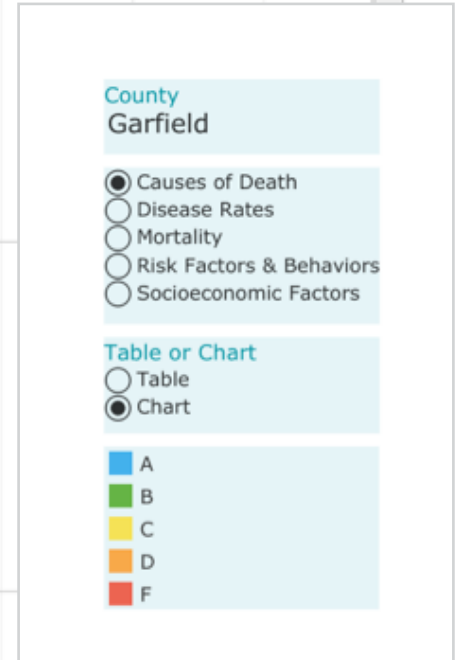 County
Garfield
Causes of Death
Disease Rates
Mortality
Risk Factors & Behaviors
Socioeconomic Factors
Table or Chart
Table
Chart
A
B
C
D
F